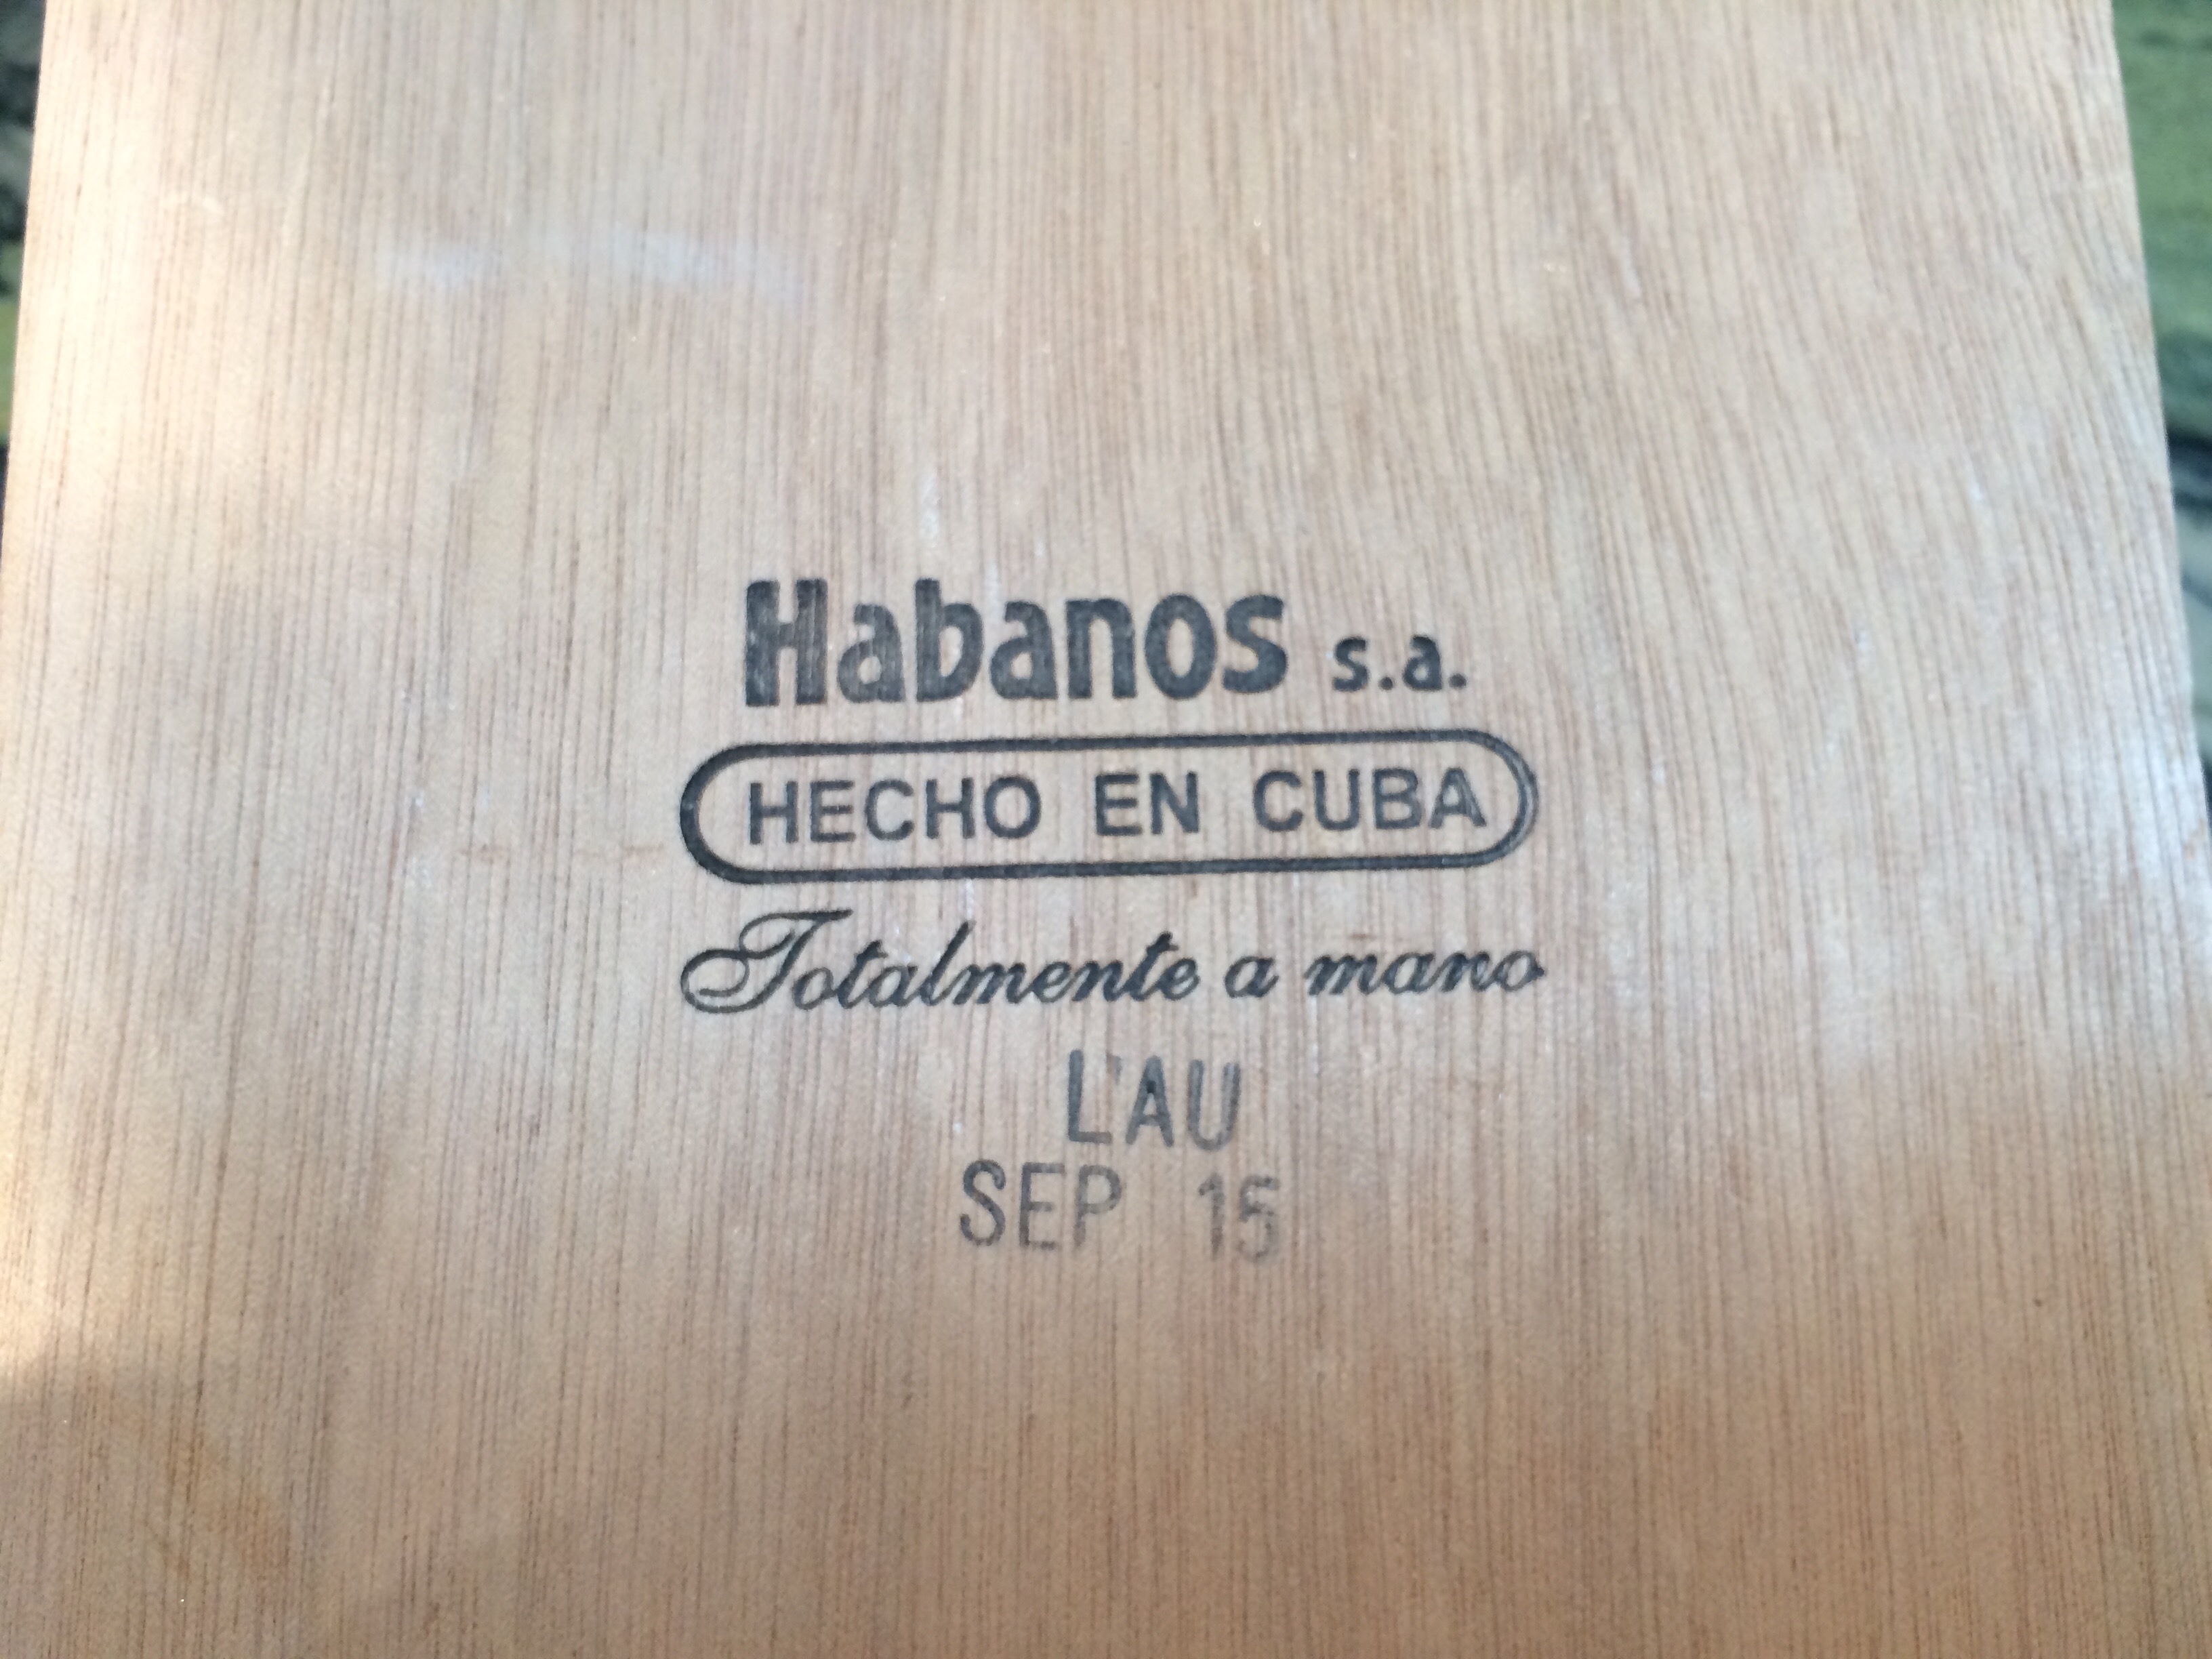 Habanos s.a.
HECHO EN CUBA
Totalmente a mano
L'AU
SEP 15